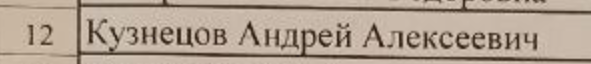 12 Кузнецов Андрей Алексеевич